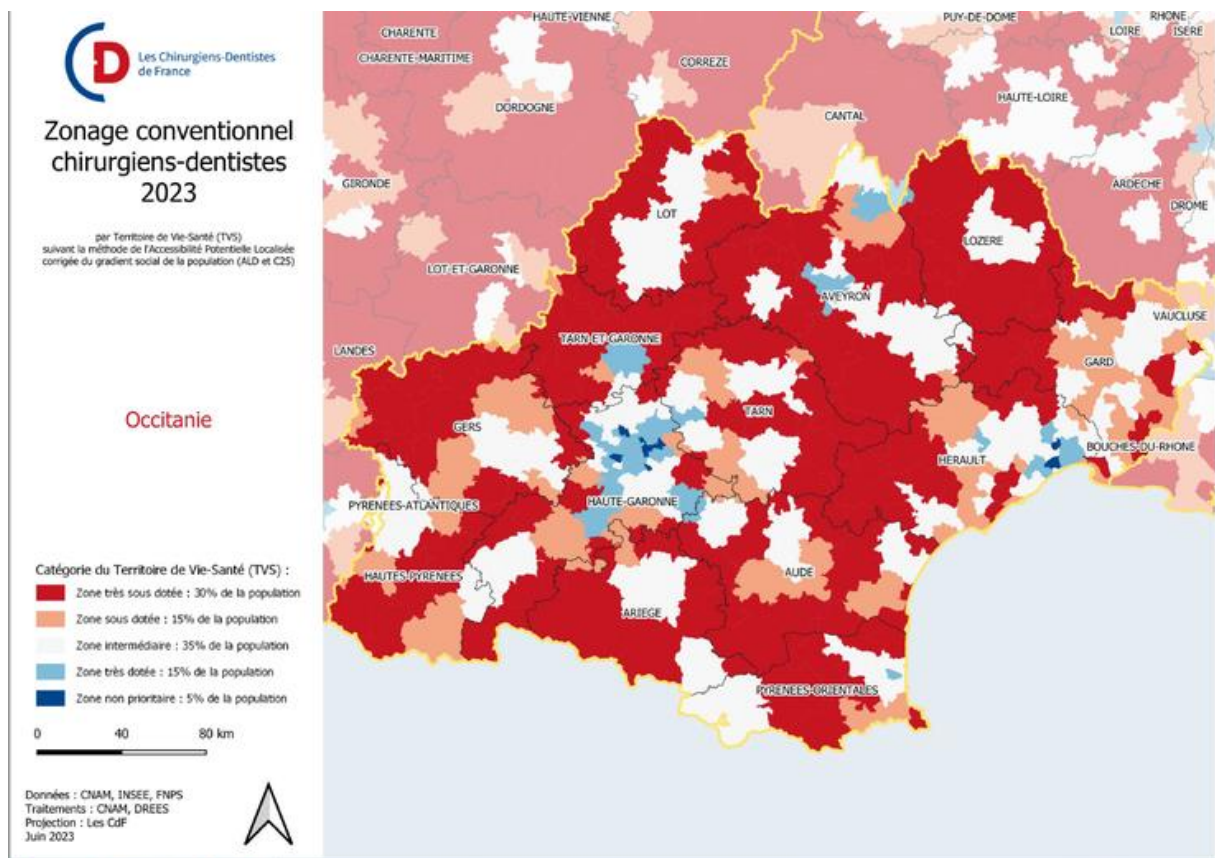 Les Chirurgiens-Dentistes
de France
Zonage conventionnel
chirurgiens-dentistes
2023
par Territoire de Vie-Santé (TVS)
suivant la méthode de l'Accessibilité Potentielle Localisée
corrigée du gradient social de la population (ALD et C2S)
Occitanie
Catégorie du Territoire de Vie-Santé (TVS) :
Zone très sous dotée : 30% de la population
Zone sous dotée : 15% de la population
Zone intermédiaire : 35% de la population
Zone très dotée : 15% de la population
Zone non prioritaire : 5% de la population
0 40 80 km
Données : CNAM, INSEE, FNPS
Traitements : CNAM, DREES
Projection : Les CdF
Juin 2023
HAUTE-VIENNE
PUY-DE-DOME
RHONE
CHARENTE
LOIRE
ISERE
CHARENTE-MARITIME
CORREZE
HAUTE-LOIRE
DORDOGNE
CANTAL
GIRONDE
ARDECHE
DROME
LOT
LOZERE
LOT-ET-GARONNE
AVEYRON
VAUCLUSE
TARN-ET-GARONNE
LANDES
GARD
TARN
GERS
BOUCHES-DU-RHONE
HERAULT
HAUTE-GARONNE
PYRENEES-ATLANTIQUES
AUDE
HAUTES-PYRENEES
ARIEGE
PYRENEES-ORIENTALES